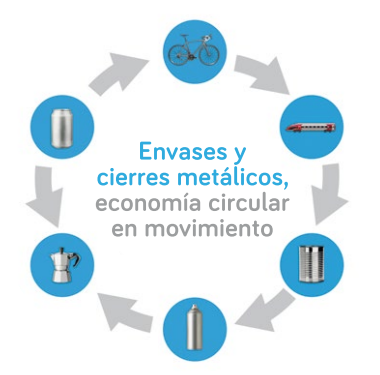 Envases y
cierres metálicos,
economía circular
en movimiento